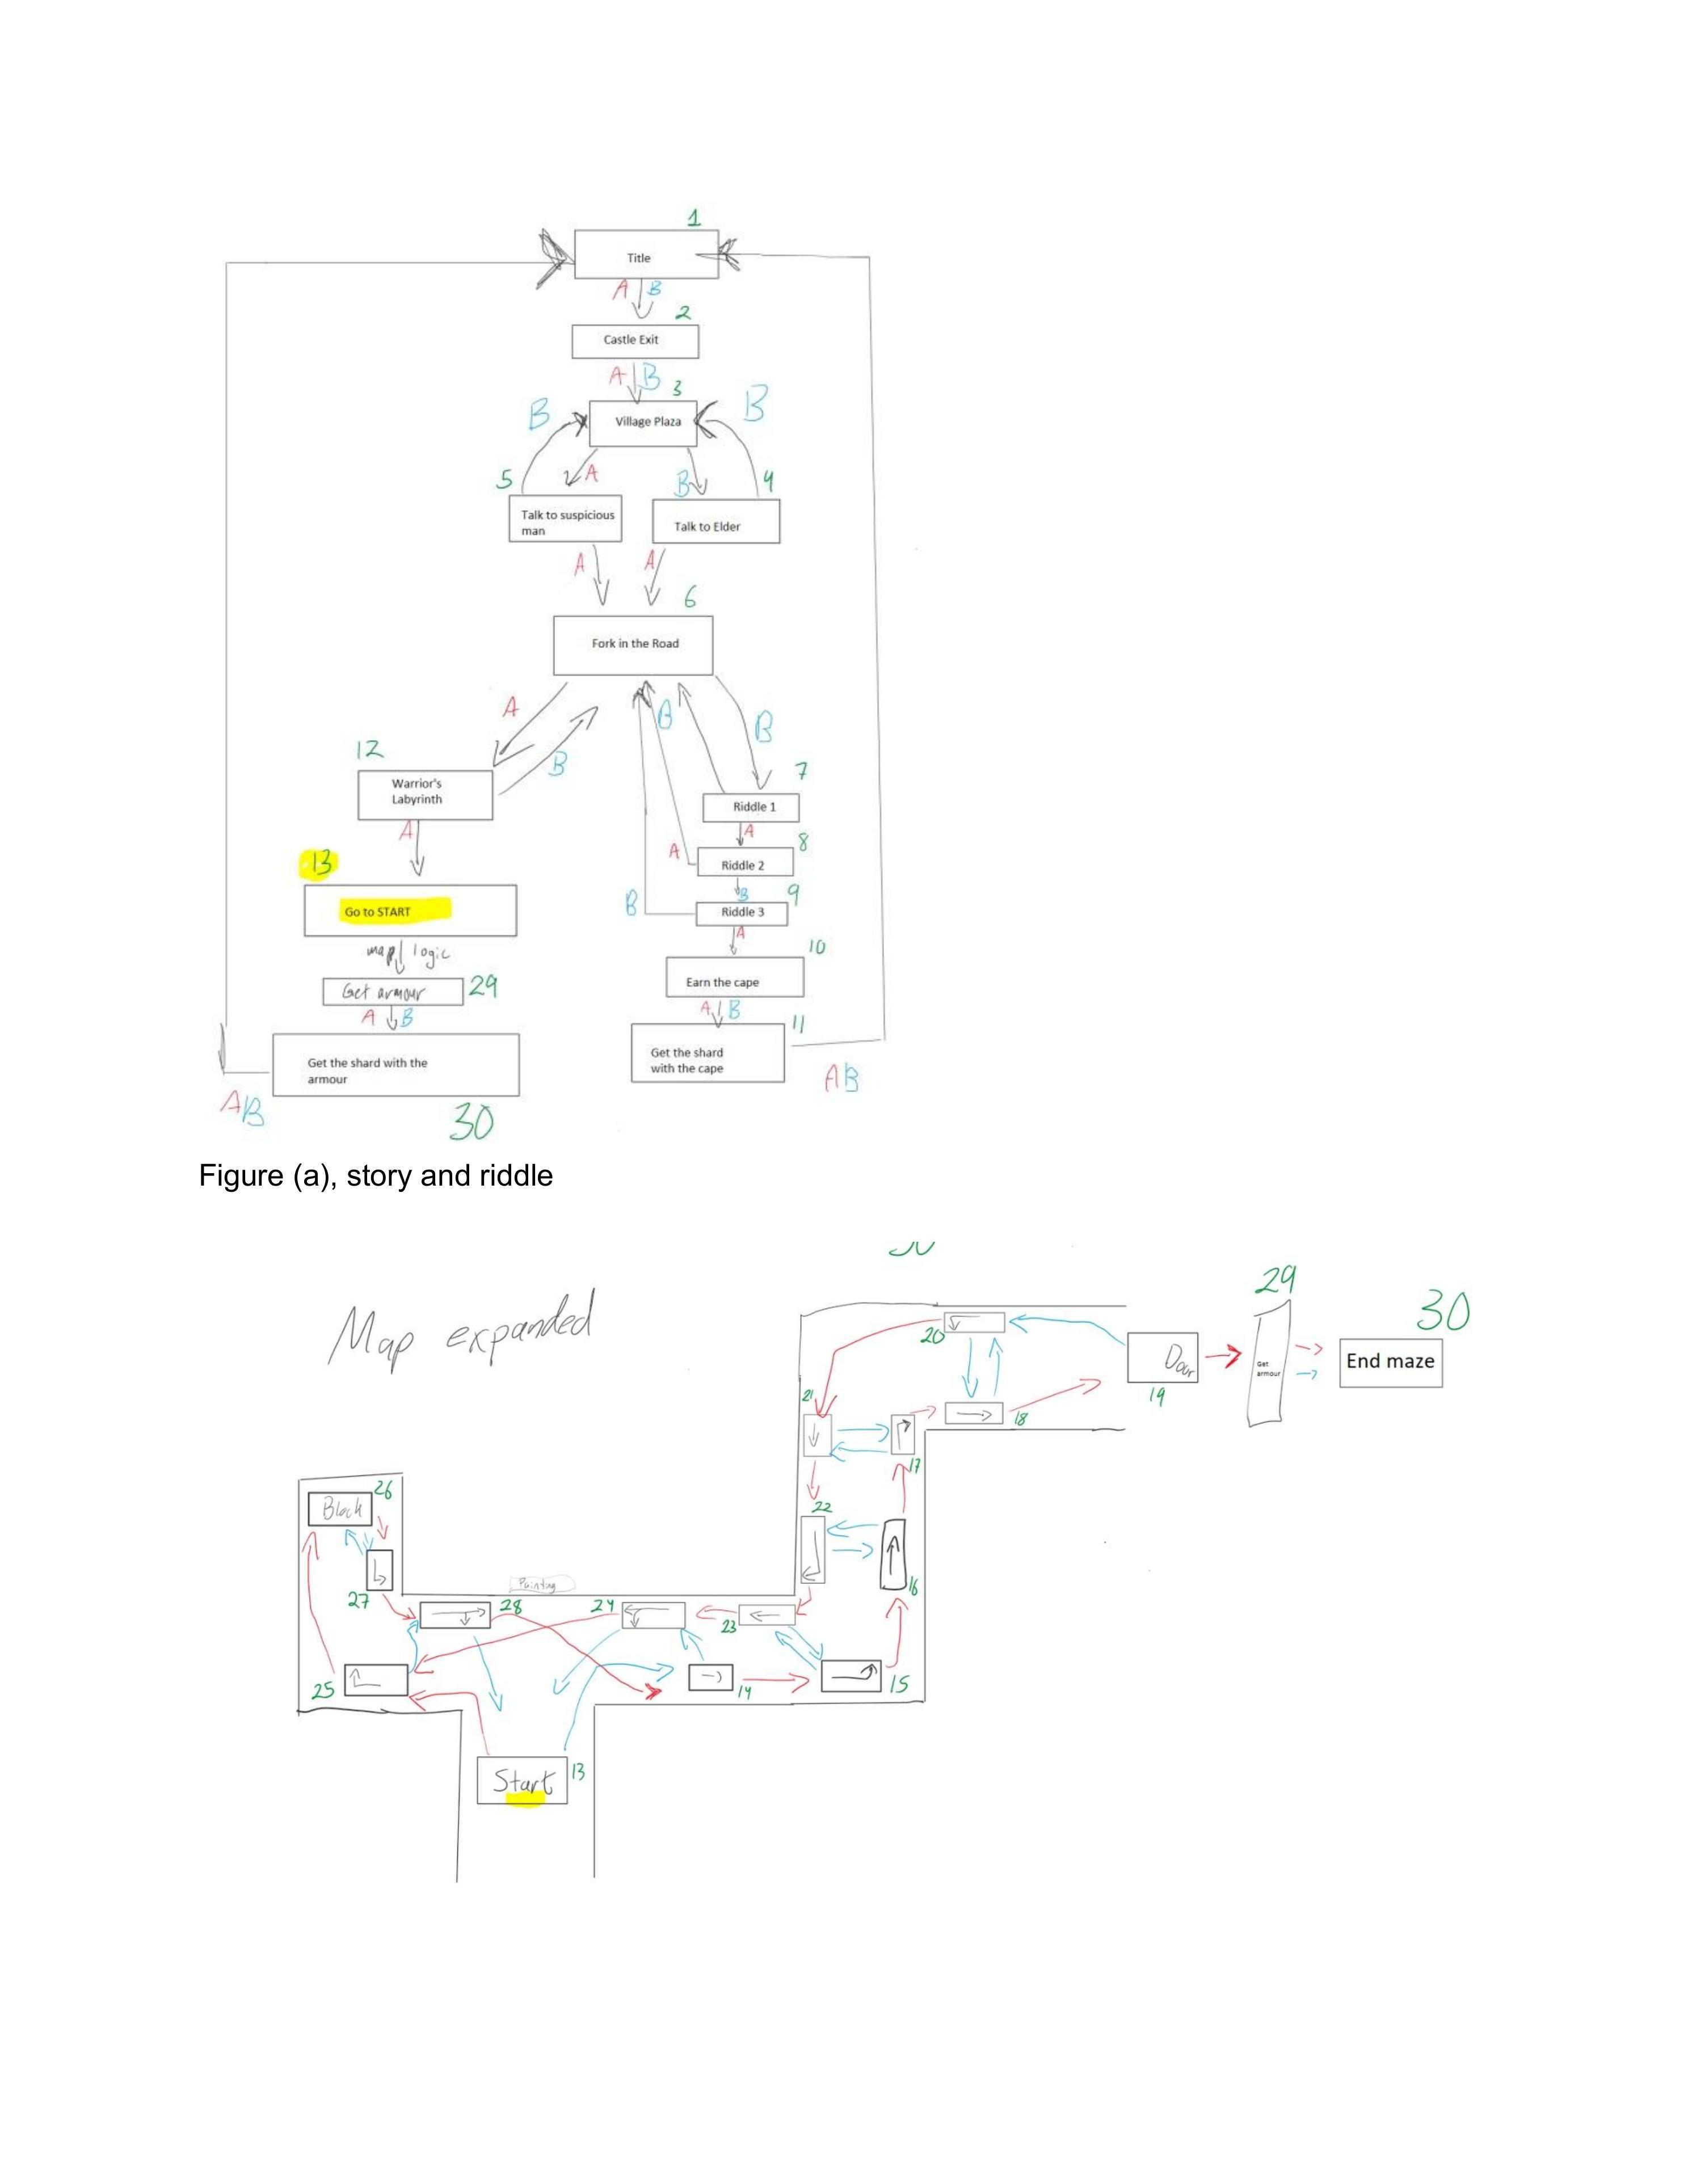 1
Title
A B
2
Castle Exit
A B
3
B Village Plaza B
5 A B 4
Talk to suspicious
man
Talk to Elder
A A
6
Fork in the Road
A B B
B
12
Warrior's
Labyrinth
7
Riddle 1
A
A 8
A Riddle 2
13
B 9
Go to START
B Riddle 3
A
map logic
10
Get armour 29
Earn the cape
A B
A B
11
Get the shard with the
armour
Get the shard
with the cape
AB
AB
30
Figure (a), story and riddle
Map expanded
29
30
20
Door
Get
armour
End maze
19
21
18
17
26
Block
22
16
27
Painting
28 24
23
25
14
15
Start 13